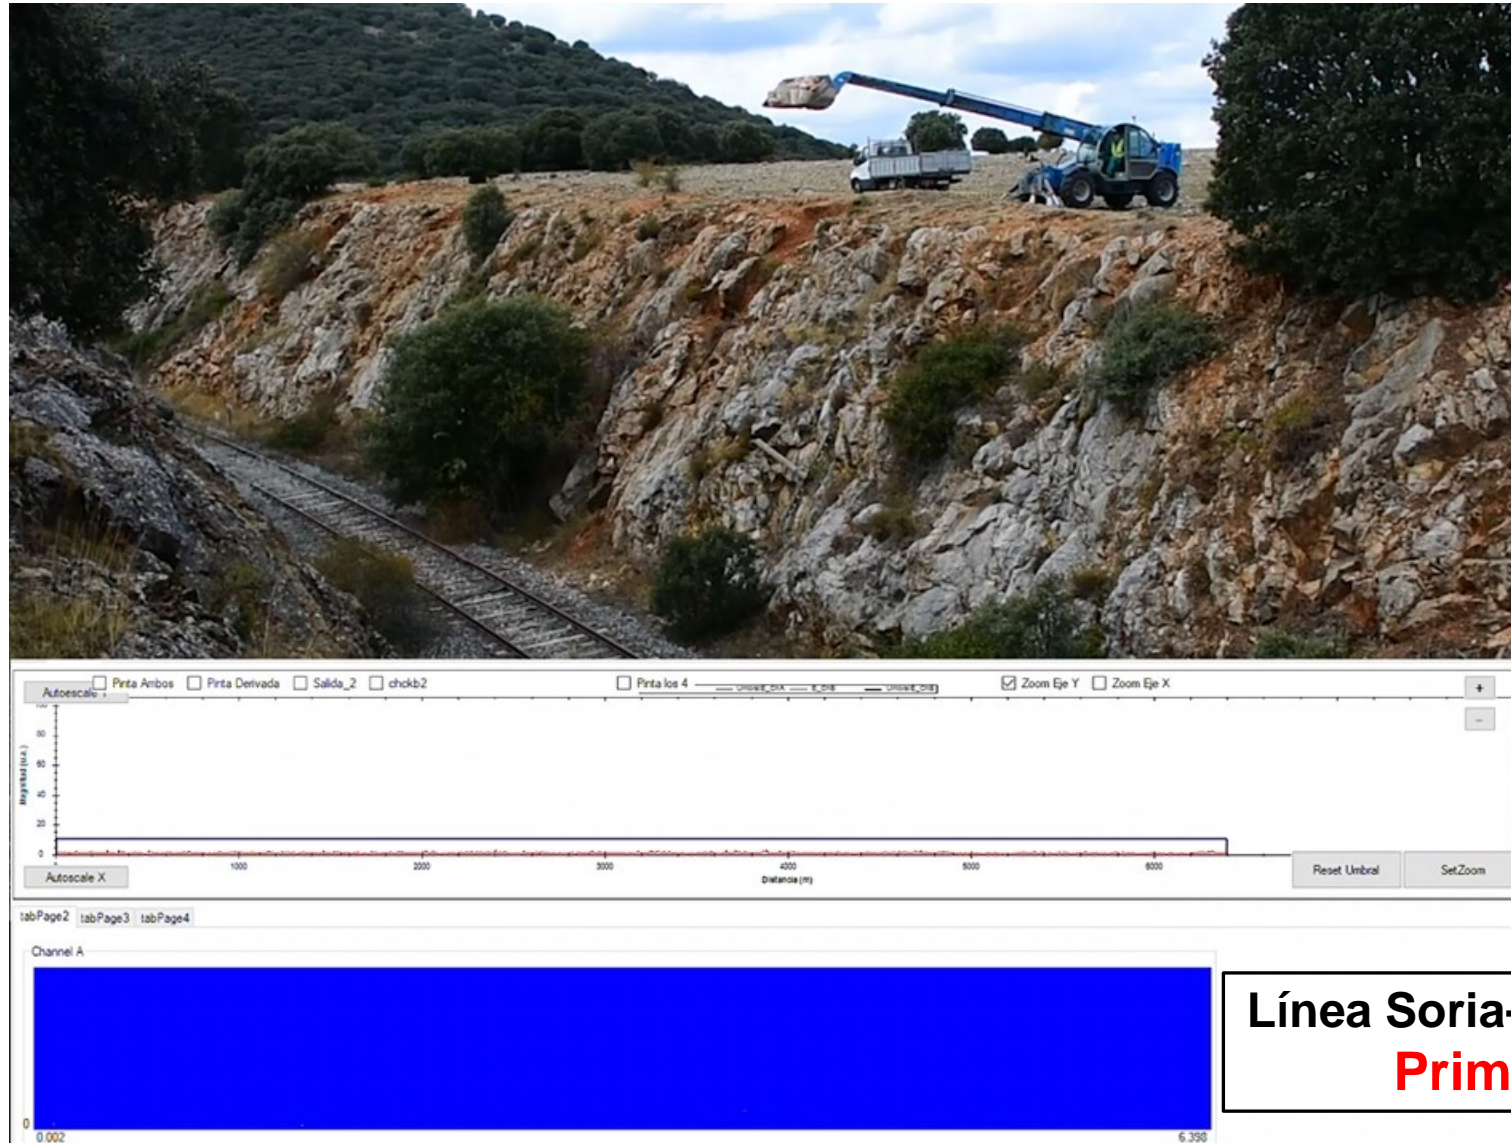 Autoescale Y
Pinta Ambos
Pinta Derivada
Salida_2
chckb2
Pinta los 4
Zoom Eje Y
Zoom Eje X
+
-
100
80
60
40
20
0
Magnitud (u.a.)
1000
2000
3000
4000
5000
6000
Distancia (m)
Autoscale X
Reset Umbral
SetZoom
tabPage2
tabPage3
tabPage4
Channel A
0
0.002
6.398
Línea Soria-
Prim